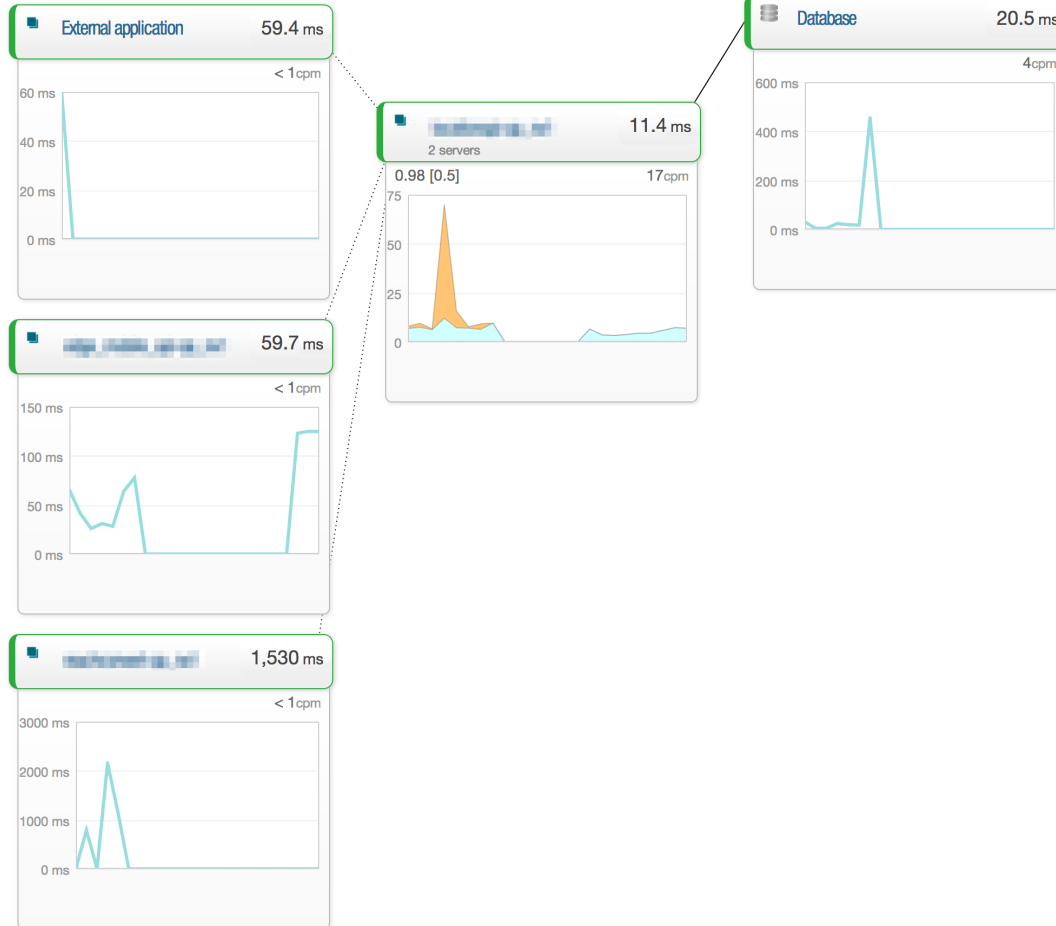 External application 59.4 ms
< 1cpm
60 ms
40 ms
20 ms
0 ms
59.7 ms
< 1cpm
150 ms
100 ms
50 ms
0 ms
1,530 ms
< 1cpm
3000 ms
2000 ms
1000 ms
0 ms
11.4 ms
2 servers
0.98 [0.5] 17cpm
75
50
25
0
Database 20.5 ms
4cpm
600 ms
400 ms
200 ms
0 ms